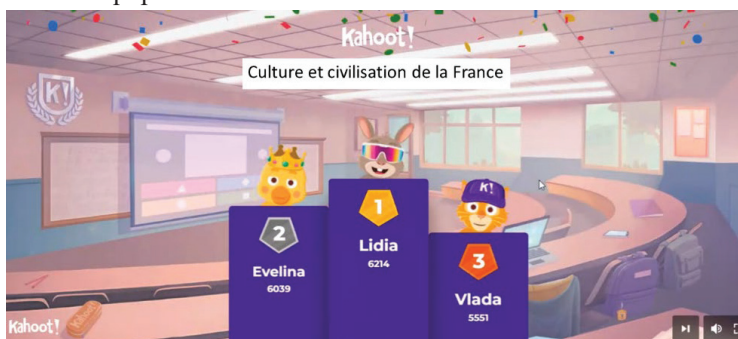 Kahoot!
Culture et civilisation de la France
K!
K!
1
Lidia
6214
2
Evelina
6039
3
Vlada
5551
Kahoot!